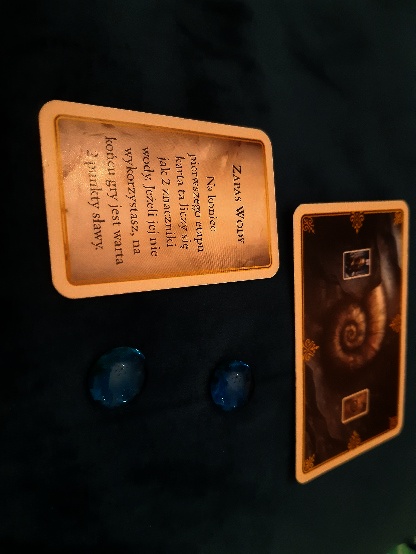 Zapas Wody
Na koniec
pierwszego etapu
karta ta liczy się
jak 2 znaczniki
wody. Jeżeli jej nie
wykorzystasz, na
końcu gry jest warta
2 punkty sławy.